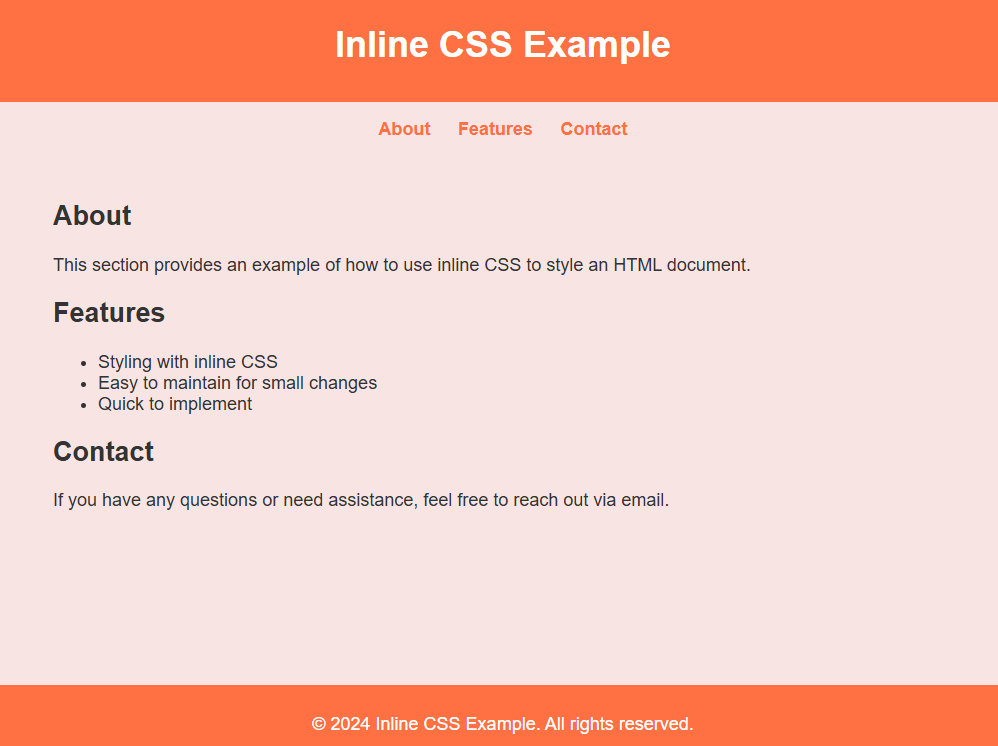 Inline CSS Example
About Features Contact
About
This section provides an example of how to use inline CSS to style an HTML document.
Features
• Styling with inline CSS
• Easy to maintain for small changes
• Quick to implement
Contact
If you have any questions or need assistance, feel free to reach out via email.
© 2024 Inline CSS Example. All rights reserved.